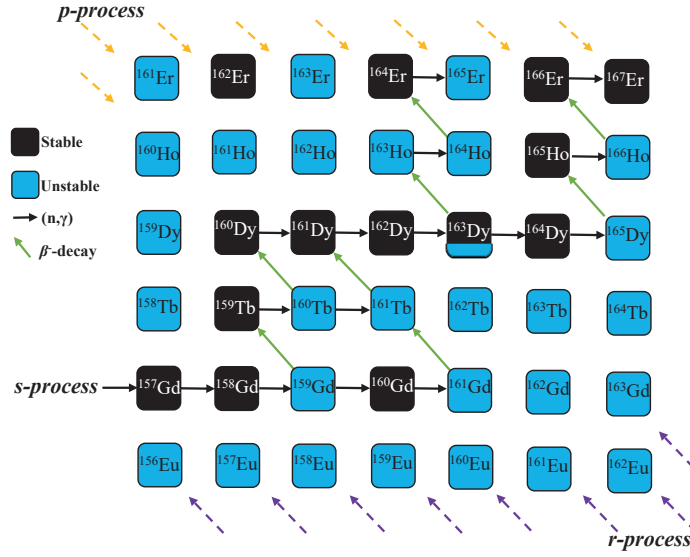 p-process
¹⁶¹Er ¹⁶²Er ¹⁶³Er ¹⁶⁴Er ¹⁶⁵Er ¹⁶⁶Er ¹⁶⁷Er
Stable
Unstable
(n,γ)
β⁻-decay
¹⁶⁰Ho ¹⁶¹Ho ¹⁶²Ho ¹⁶³Ho ¹⁶⁴Ho ¹⁶⁵Ho ¹⁶⁶Ho
¹⁵⁹Dy ¹⁶⁰Dy ¹⁶¹Dy ¹⁶²Dy ¹⁶³Dy ¹⁶⁴Dy ¹⁶⁵Dy
¹⁵⁸Tb ¹⁵⁹Tb ¹⁶⁰Tb ¹⁶¹Tb ¹⁶²Tb ¹⁶³Tb ¹⁶⁴Tb
s-process ¹⁵⁷Gd ¹⁵⁸Gd ¹⁵⁹Gd ¹⁶⁰Gd ¹⁶¹Gd ¹⁶²Gd ¹⁶³Gd
¹⁵⁶Eu ¹⁵⁷Eu ¹⁵⁸Eu ¹⁵⁹Eu ¹⁶⁰Eu ¹⁶¹Eu ¹⁶²Eu
r-process